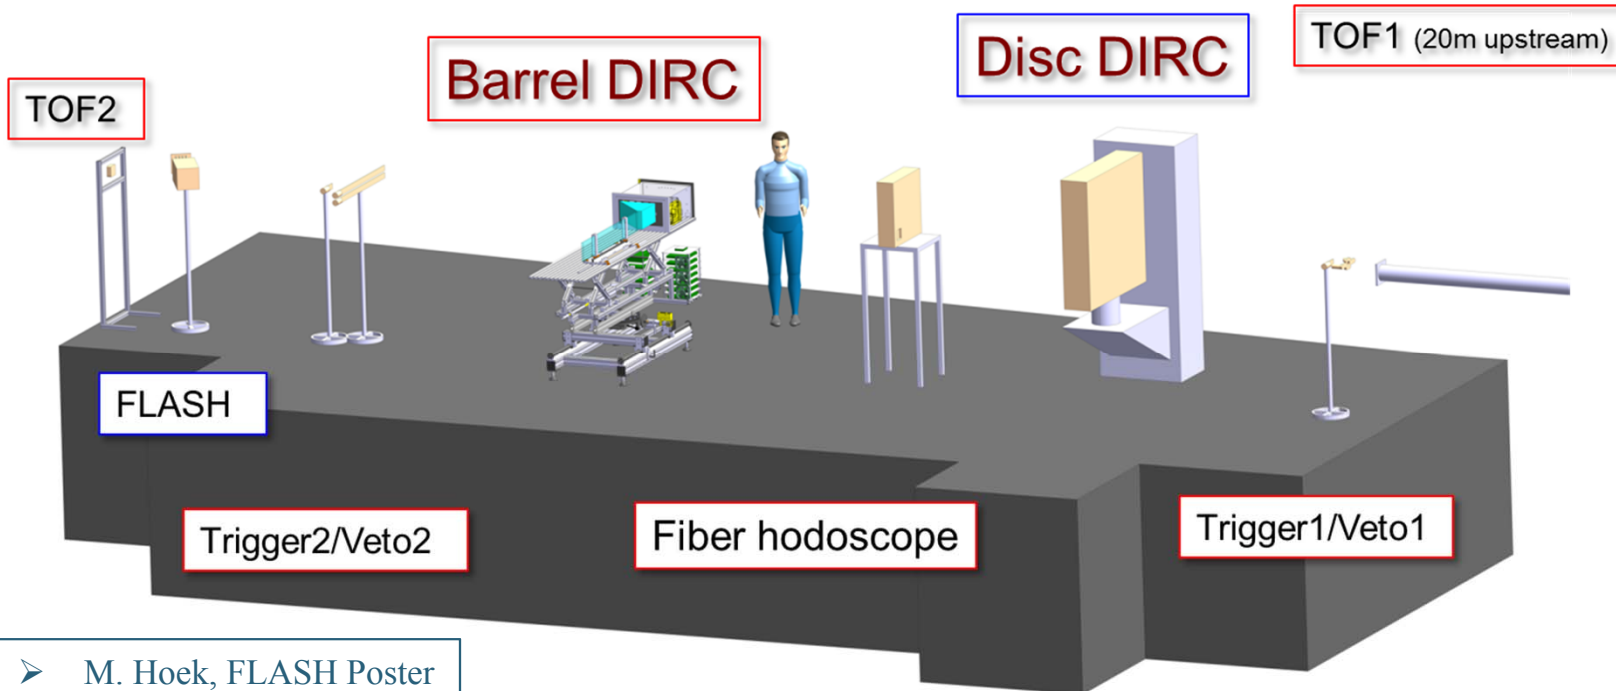 TOF1 (20m upstream)
Disc DIRC
Barrel DIRC
TOF2
FLASH
Trigger2/Veto2
Fiber hodoscope
Trigger1/Veto1
➢ M. Hoek, FLASH Poster